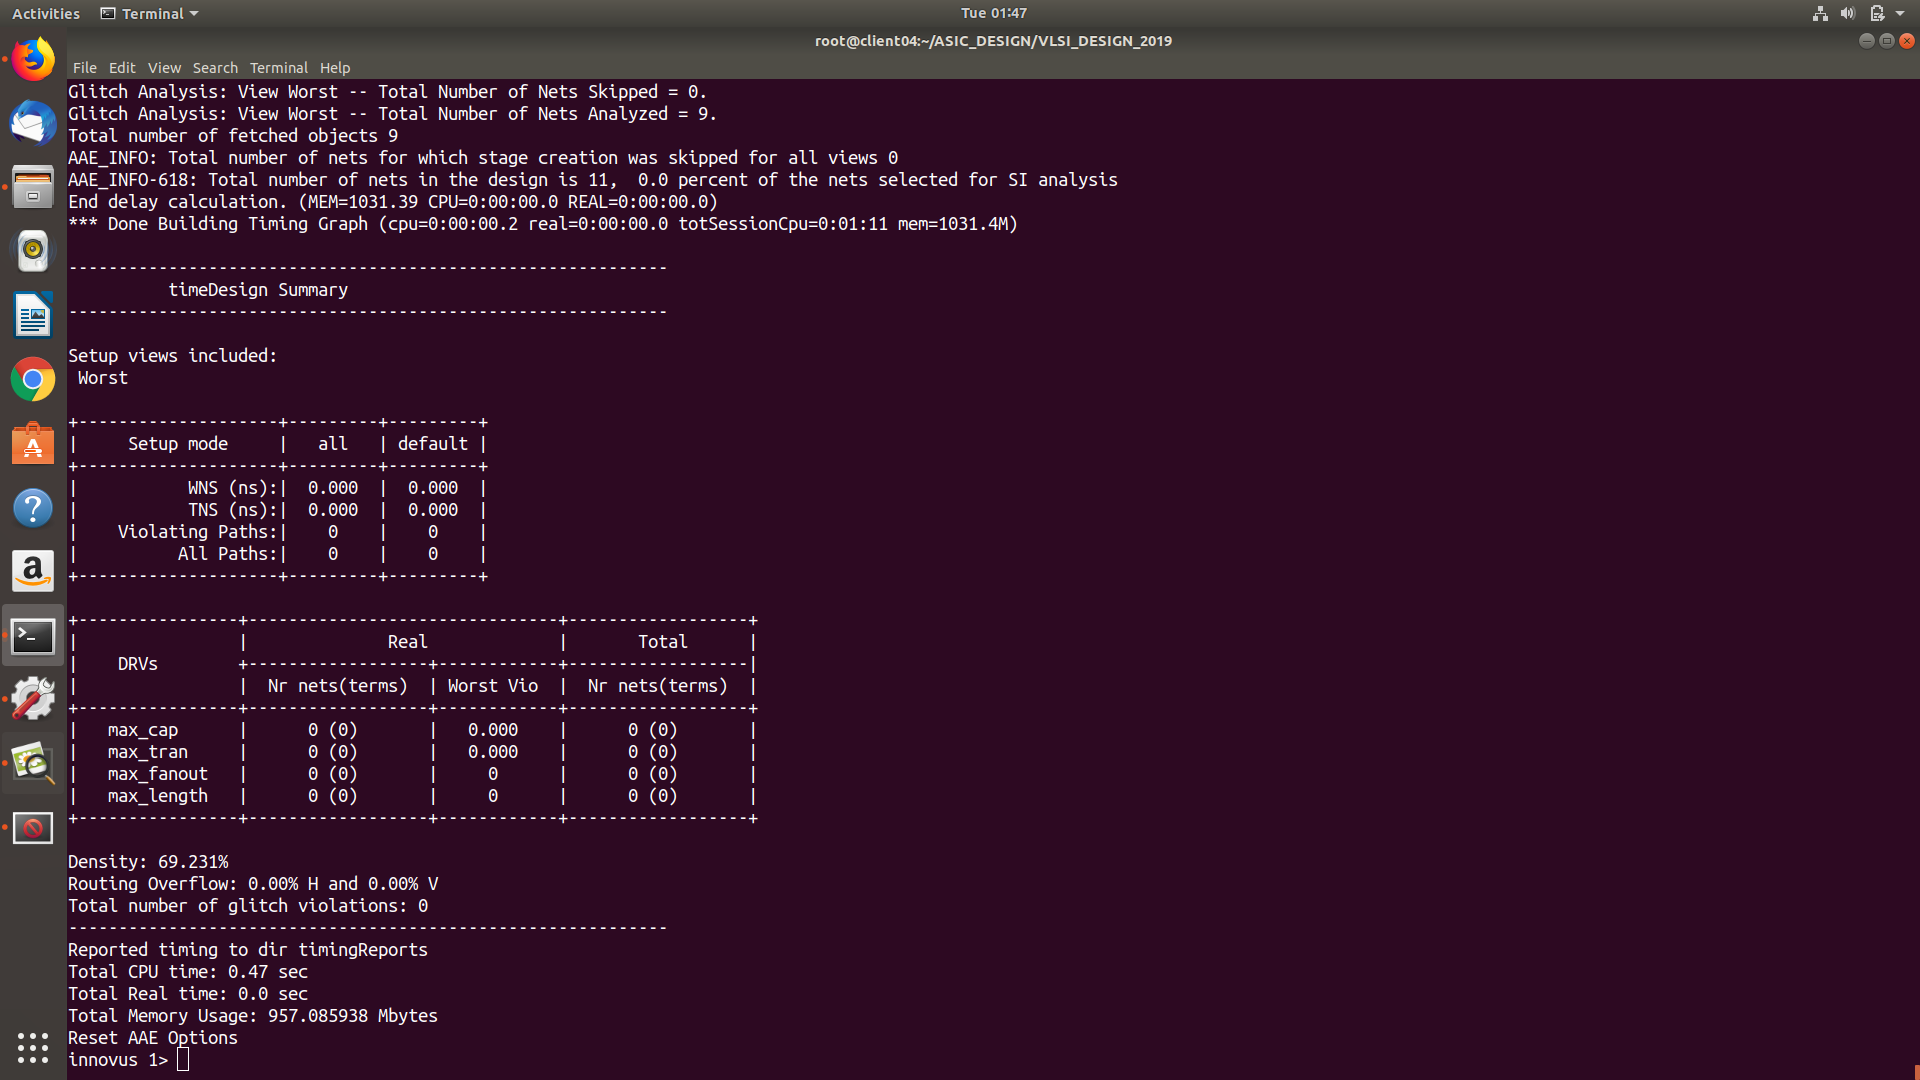 Activities Terminal Tue 01:47
root@client04:~/ASIC_DESIGN/VLSI_DESIGN_2019
File Edit View Search Terminal Help
Glitch Analysis: View Worst -- Total Number of Nets Skipped = 0.
Glitch Analysis: View Worst -- Total Number of Nets Analyzed = 9.
Total number of fetched objects 9
AAE_INFO: Total number of nets for which stage creation was skipped for all views 0
AAE_INFO-618: Total number of nets in the design is 11,  0.0 percent of the nets selected for SI analysis
End delay calculation. (MEM=1031.39 CPU=0:00:00.0 REAL=0:00:00.0)
*** Done Building Timing Graph (cpu=0:00:00.2 real=0:00:00.0 totSessionCpu=0:01:11 mem=1031.4M)
------------------------------------------------------------
          timeDesign Summary
------------------------------------------------------------
Setup views included:
 Worst
+--------------------+---------+---------+
|     Setup mode     |   all   | default |
+--------------------+---------+---------+
|           WNS (ns):|  0.000  |  0.000  |
|           TNS (ns):|  0.000  |  0.000  |
|    Violating Paths:|    0    |    0    |
|          All Paths:|    0    |    0    |
+--------------------+---------+---------+
+----------------+-------------------------------+------------------+
|                |              Real             |       Total      |
|    DRVs        +------------------+------------+------------------|
|                |  Nr nets(terms)  | Worst Vio  |  Nr nets(terms)  |
+----------------+------------------+------------+------------------+
|   max_cap      |      0 (0)       |   0.000    |      0 (0)       |
|   max_tran     |      0 (0)       |   0.000    |      0 (0)       |
|   max_fanout   |      0 (0)       |     0      |      0 (0)       |
|   max_length   |      0 (0)       |     0      |      0 (0)       |
+----------------+------------------+------------+------------------+
Density: 69.231%
Routing Overflow: 0.00% H and 0.00% V
Total number of glitch violations: 0
------------------------------------------------------------
Reported timing to dir timingReports
Total CPU time: 0.47 sec
Total Real time: 0.0 sec
Total Memory Usage: 957.085938 Mbytes
Reset AAE Options
innovus 1>